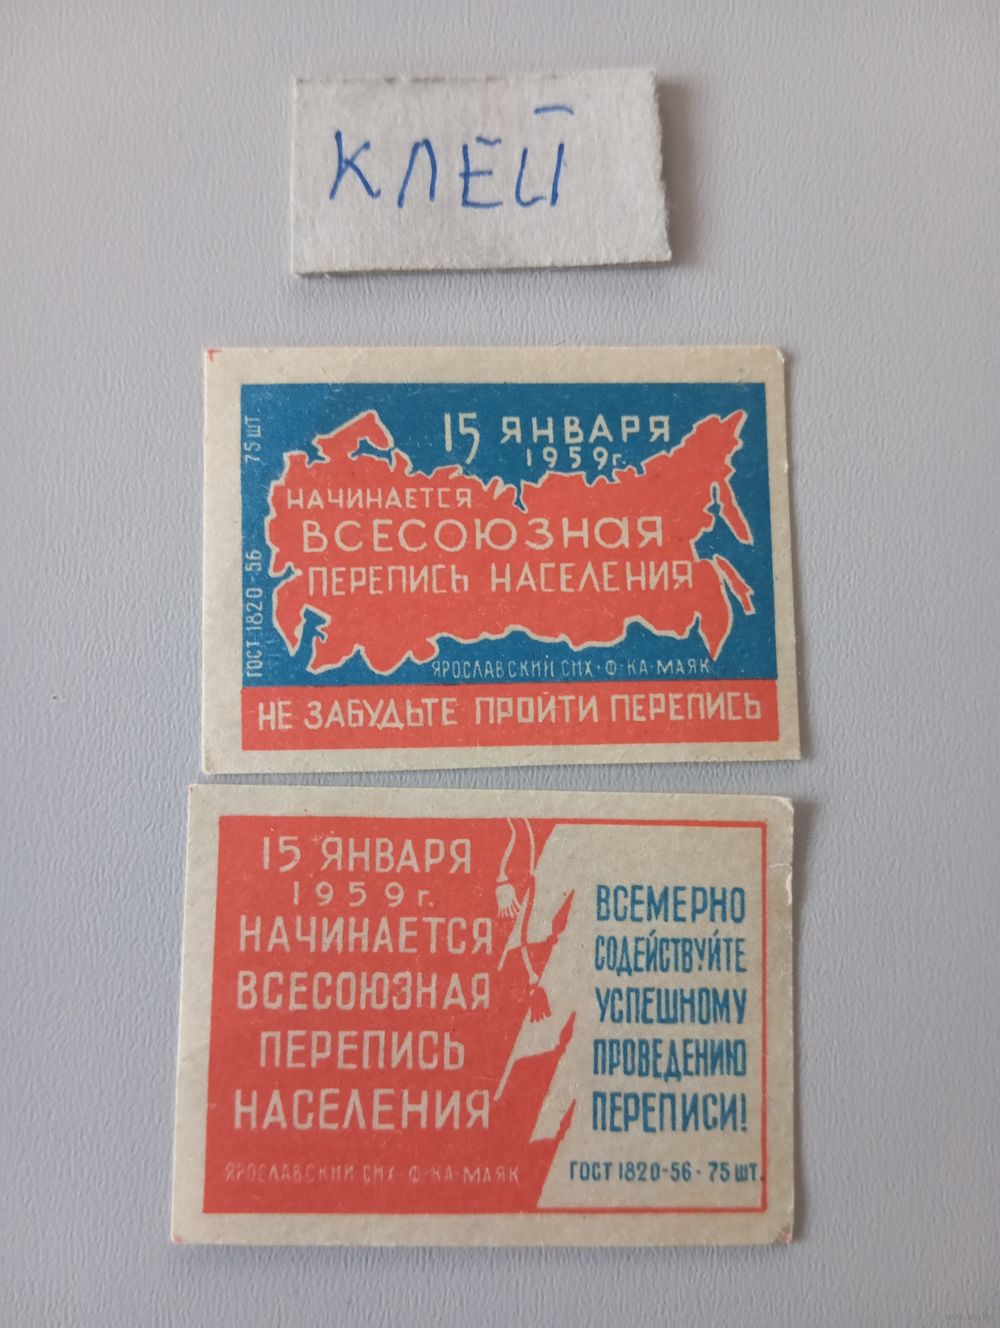 КЛЕЙ
15 ЯНВАРЯ
1959г.
НАЧИНАЕТСЯ
ВСЕСОЮЗНАЯ
ПЕРЕПИСЬ НАСЕЛЕНИЯ
ГОСТ 1820-56 75 ШТ
ЯРОСЛАВСКИЙ СНХ·Ф-КА·МАЯК
НЕ ЗАБУДЬТЕ ПРОЙТИ ПЕРЕПИСЬ
15 ЯНВАРЯ
1959 г.
НАЧИНАЕТСЯ
ВСЕСОЮЗНАЯ
ПЕРЕПИСЬ
НАСЕЛЕНИЯ
ЯРОСЛАВСКИЙ СНХ·Ф-КА·МАЯК
ВСЕМЕРНО
СОДЕЙСТВУЙТЕ
УСПЕШНОМУ
ПРОВЕДЕНИЮ
ПЕРЕПИСИ!
ГОСТ 1820-56·75 ШТ.